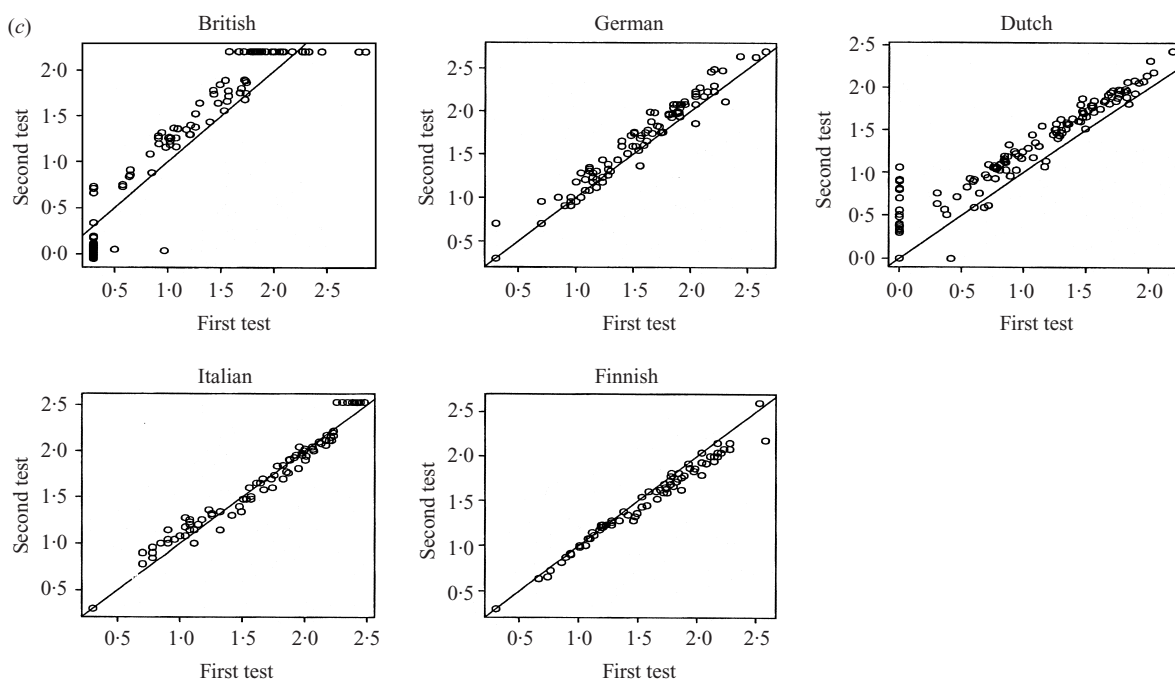 (c)
British
Second test
2·0
1·5
1·0
0·5
0·0
0·5 1·0 1·5 2·0 2·5
First test
German
Second test
2·5
2·0
1·5
1·0
0·5
0·5 1·0 1·5 2·0 2·5
First test
Dutch
Second test
2·5
2·0
1·5
1·0
0·5
0·0
0·0 0·5 1·0 1·5 2·0
First test
Italian
Second test
2·5
2·0
1·5
1·0
0·5
0·5 1·0 1·5 2·0 2·5
First test
Finnish
Second test
2·5
2·0
1·5
1·0
0·5
0·5 1·0 1·5 2·0 2·5
First test